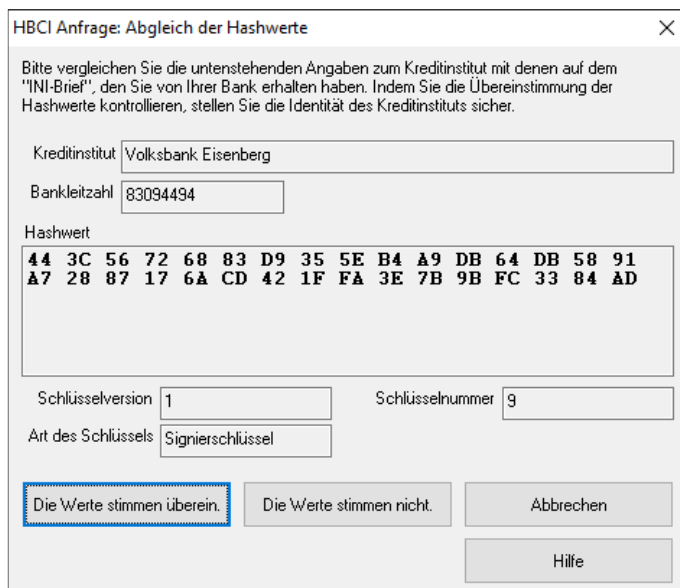 HBCI Anfrage: Abgleich der Hashwerte
Bitte vergleichen Sie die untenstehenden Angaben zum Kreditinstitut mit denen auf dem
"INI-Brief", den Sie von Ihrer Bank erhalten haben. Indem Sie die Übereinstimmung der
Hashwerte kontrollieren, stellen Sie die Identität des Kreditinstituts sicher.
Kreditinstitut Volksbank Eisenberg
Bankleitzahl 83094494
Hashwert
44 3C 56 72 68 83 D9 35 5E B4 A9 DB 64 DB 58 91
A7 28 87 17 6A CD 42 1F FA 3E 7B 9B FC 33 84 AD
Schlüsselversion 1 Schlüsselnummer 9
Art des Schlüssels Signierschlüssel
Die Werte stimmen überein. Die Werte stimmen nicht. Abbrechen
Hilfe